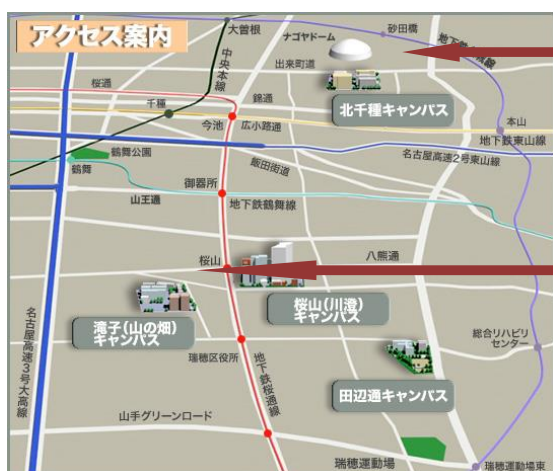 アクセス案内
大曽根
ナゴヤドーム
砂田橋
中央本線
出来町通
桜通
錦通
北千種キャンパス
千種
今池
広小路通
本山
地下鉄東山線
名古屋高速2号東山線
鶴舞公園
鶴舞
飯田街道
御器所
山王通
地下鉄鶴舞線
桜山
八熊通
桜山(川澄)
キャンパス
滝子(山の畑)
キャンパス
名古屋高速3号大高線
瑞穂区役所
地下鉄桜通線
総合リハビリ
センター
田辺通キャンパス
山手グリーンロード
瑞穂運動場
瑞穂運動場東